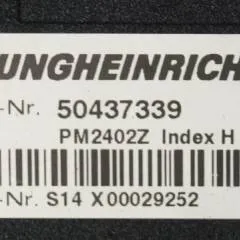 UNGHEINRICH
-Nr. 50437339
PM2402Z Index H
-Nr. S14 X00029252